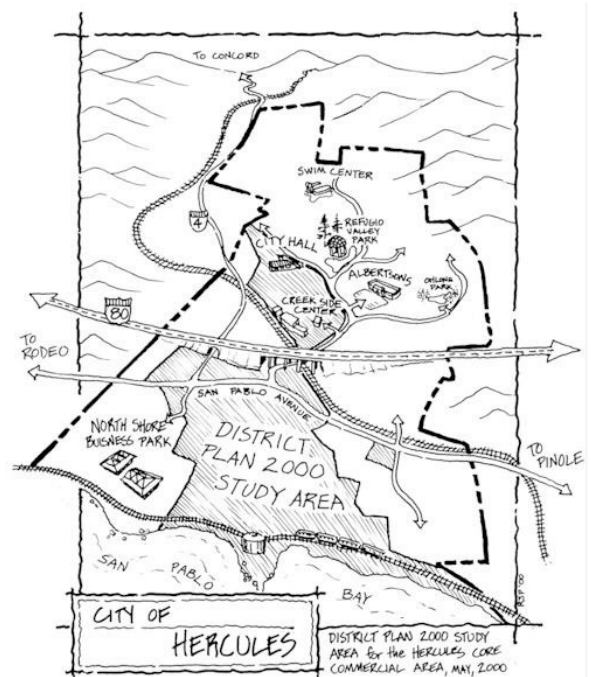 TO CONCORD
SWIM CENTER
4
REFUGIO
VALLEY
PARK
CITY HALL
ALBERTSONS
OHLONE
PARK
CREEK SIDE
CENTER
80
TO
RODEO
SAN PABLO AVENUE
NORTH SHORE
BUISNESS PARK
DISTRICT
PLAN 2000
STUDY AREA
TO
PINOLE
SAN PABLO BAY
CITY OF
HERCULES
DISTRICT PLAN 2000 STUDY
AREA for the HERCULES CORE
COMMERCIAL AREA, MAY, 2000